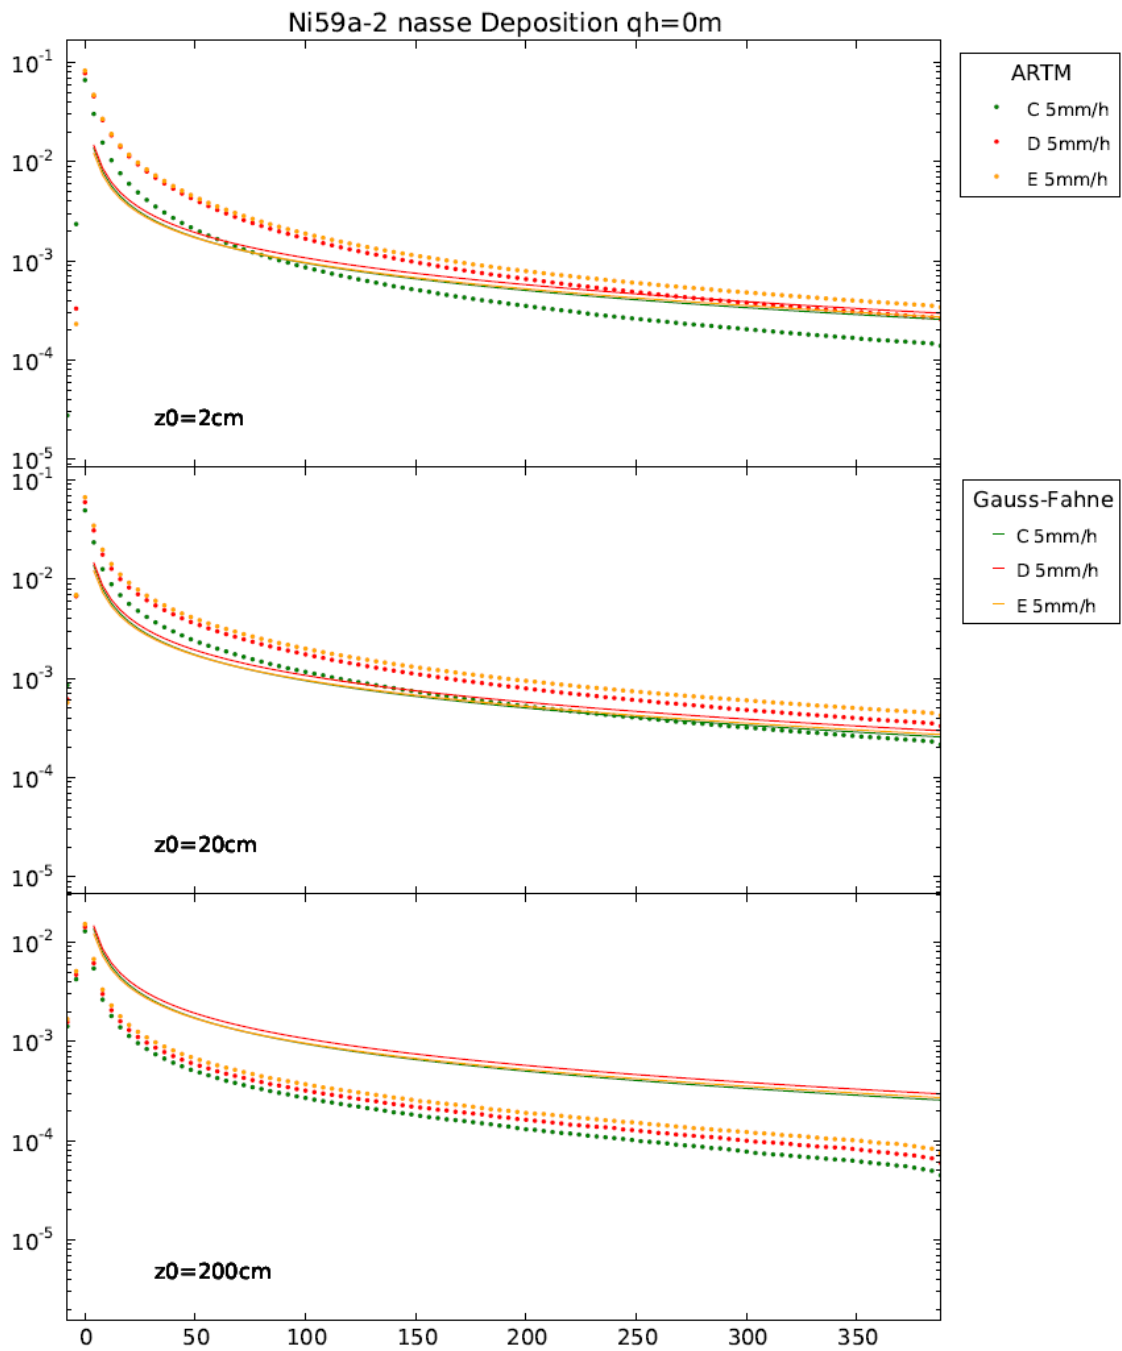 Ni59a-2 nasse Deposition qh=0m
10^-1
10^-2
10^-3
10^-4
10^-5
z0=2cm
ARTM
C 5mm/h
D 5mm/h
E 5mm/h
10^-1
10^-2
10^-3
10^-4
10^-5
z0=20cm
Gauss-Fahne
C 5mm/h
D 5mm/h
E 5mm/h
10^-2
10^-3
10^-4
10^-5
z0=200cm
0 50 100 150 200 250 300 350